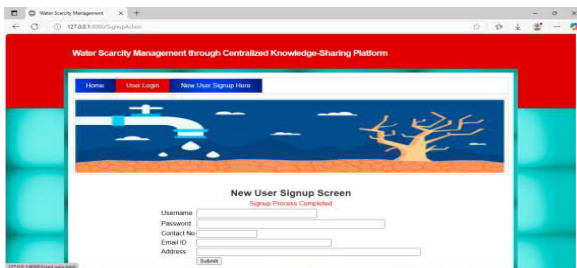 Water Scarcity Management
127.0.0.1:8000/SignupAction
Water Scarcity Management through Centralized Knowledge-Sharing Platform
Home User Login New User Signup Here
New User Signup Screen
Signup Process Completed
Username
Password
Contact No
Email ID
Address
Submit